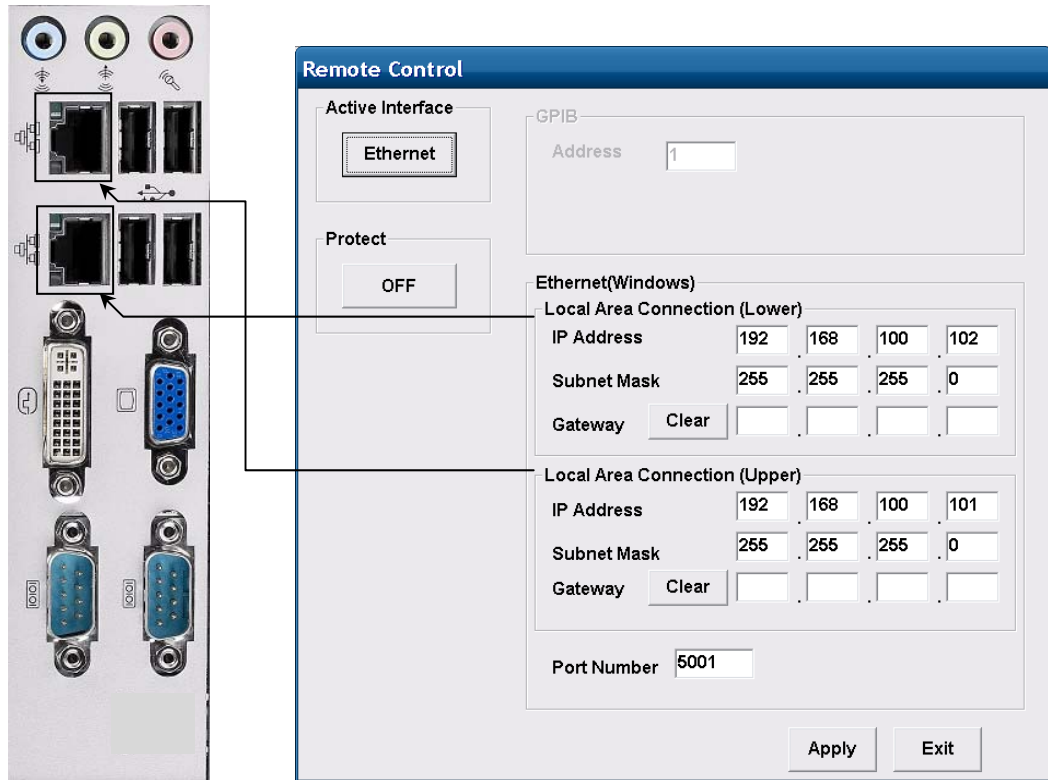 Remote Control
Active Interface
Ethernet
Protect
OFF
GPIB
Address 1
Ethernet(Windows)
Local Area Connection (Lower)
IP Address 192 . 168 . 100 . 102
Subnet Mask 255 . 255 . 255 . 0
Gateway Clear . . .
Local Area Connection (Upper)
IP Address 192 . 168 . 100 . 101
Subnet Mask 255 . 255 . 255 . 0
Gateway Clear . . .
Port Number 5001
Apply Exit
IOIOI IOIOI